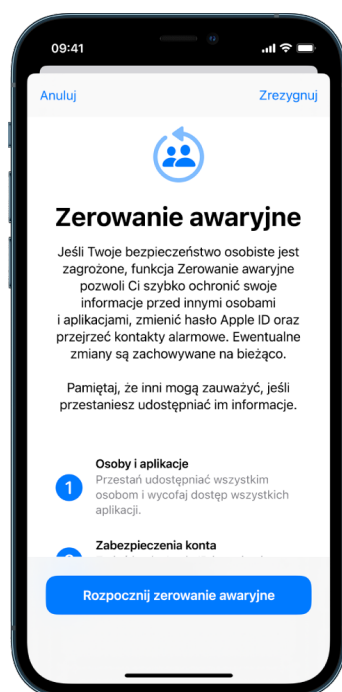 09:41
Anuluj
Zrezygnuj
Zerowanie awaryjne
Jeśli Twoje bezpieczeństwo osobiste jest
zagrożone, funkcja Zerowanie awaryjne
pozwoli Ci szybko ochronić swoje
informacje przed innymi osobami
i aplikacjami, zmienić hasło Apple ID oraz
przejrzeć kontakty alarmowe. Ewentualne
zmiany są zachowywane na bieżąco.
Pamiętaj, że inni mogą zauważyć, jeśli
przestaniesz udostępniać im informacje.
1
Osoby i aplikacje
Przestań udostępniać wszystkim
osobom i wycofaj dostęp wszystkich
aplikacji.
Zabezpieczenia konta
Rozpocznij zerowanie awaryjne